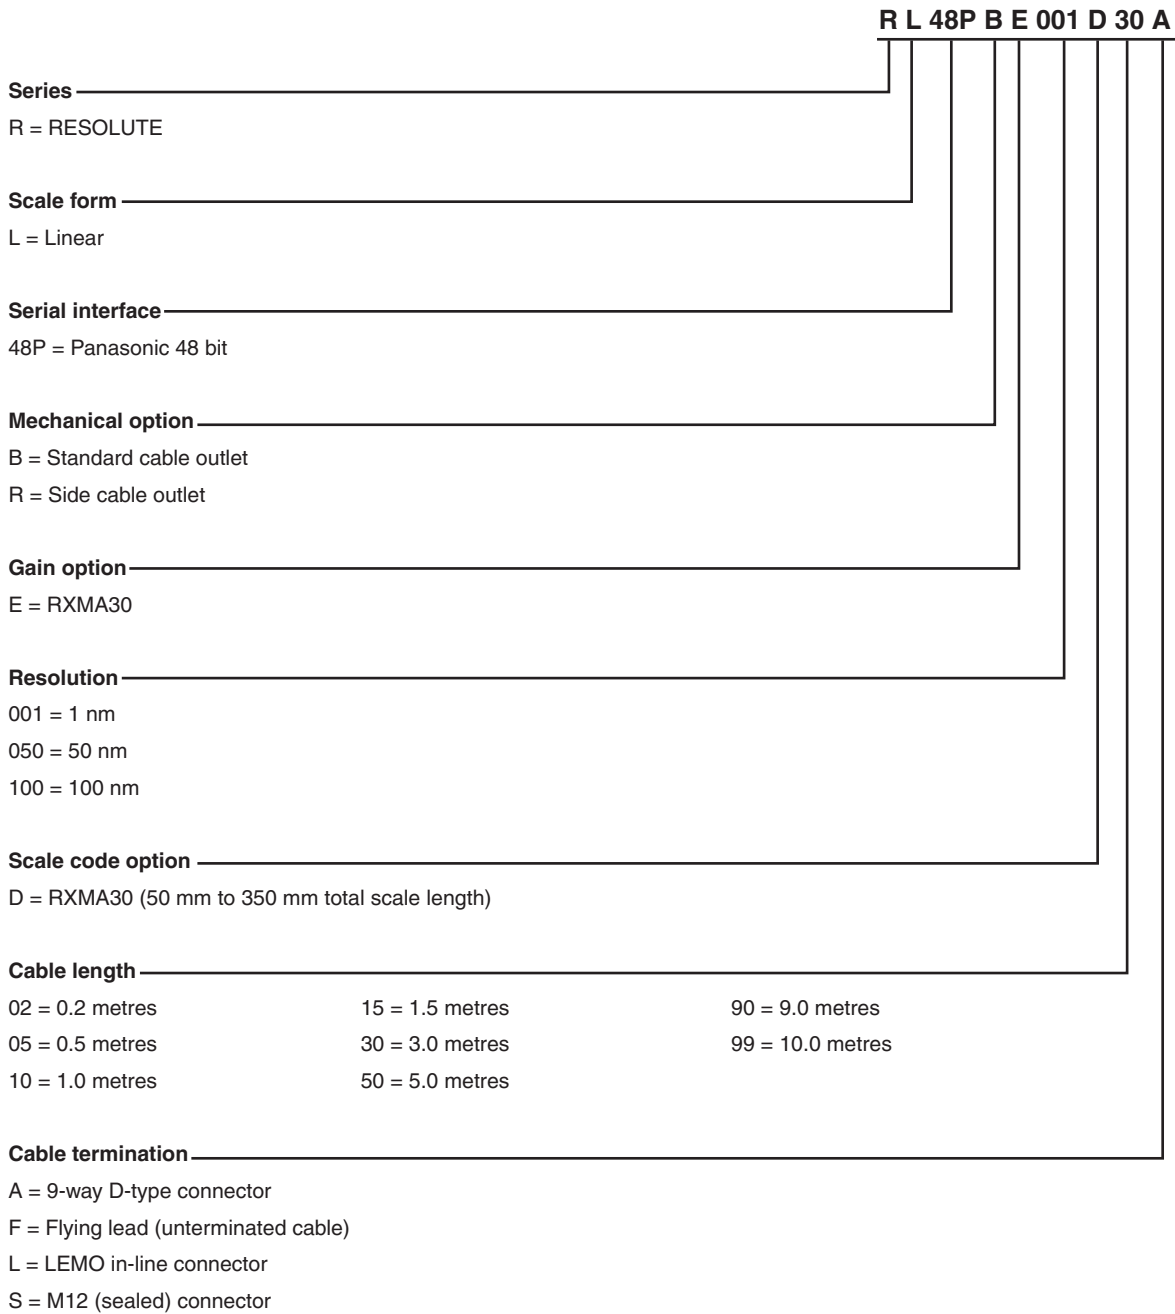 R L 48P B E 001 D 30 A
Series
R = RESOLUTE
Scale form
L = Linear
Serial interface
48P = Panasonic 48 bit
Mechanical option
B = Standard cable outlet
R = Side cable outlet
Gain option
E = RXMA30
Resolution
001 = 1 nm
050 = 50 nm
100 = 100 nm
Scale code option
D = RXMA30 (50 mm to 350 mm total scale length)
Cable length
02 = 0.2 metres 15 = 1.5 metres 90 = 9.0 metres
05 = 0.5 metres 30 = 3.0 metres 99 = 10.0 metres
10 = 1.0 metres 50 = 5.0 metres
Cable termination
A = 9-way D-type connector
F = Flying lead (unterminated cable)
L = LEMO in-line connector
S = M12 (sealed) connector